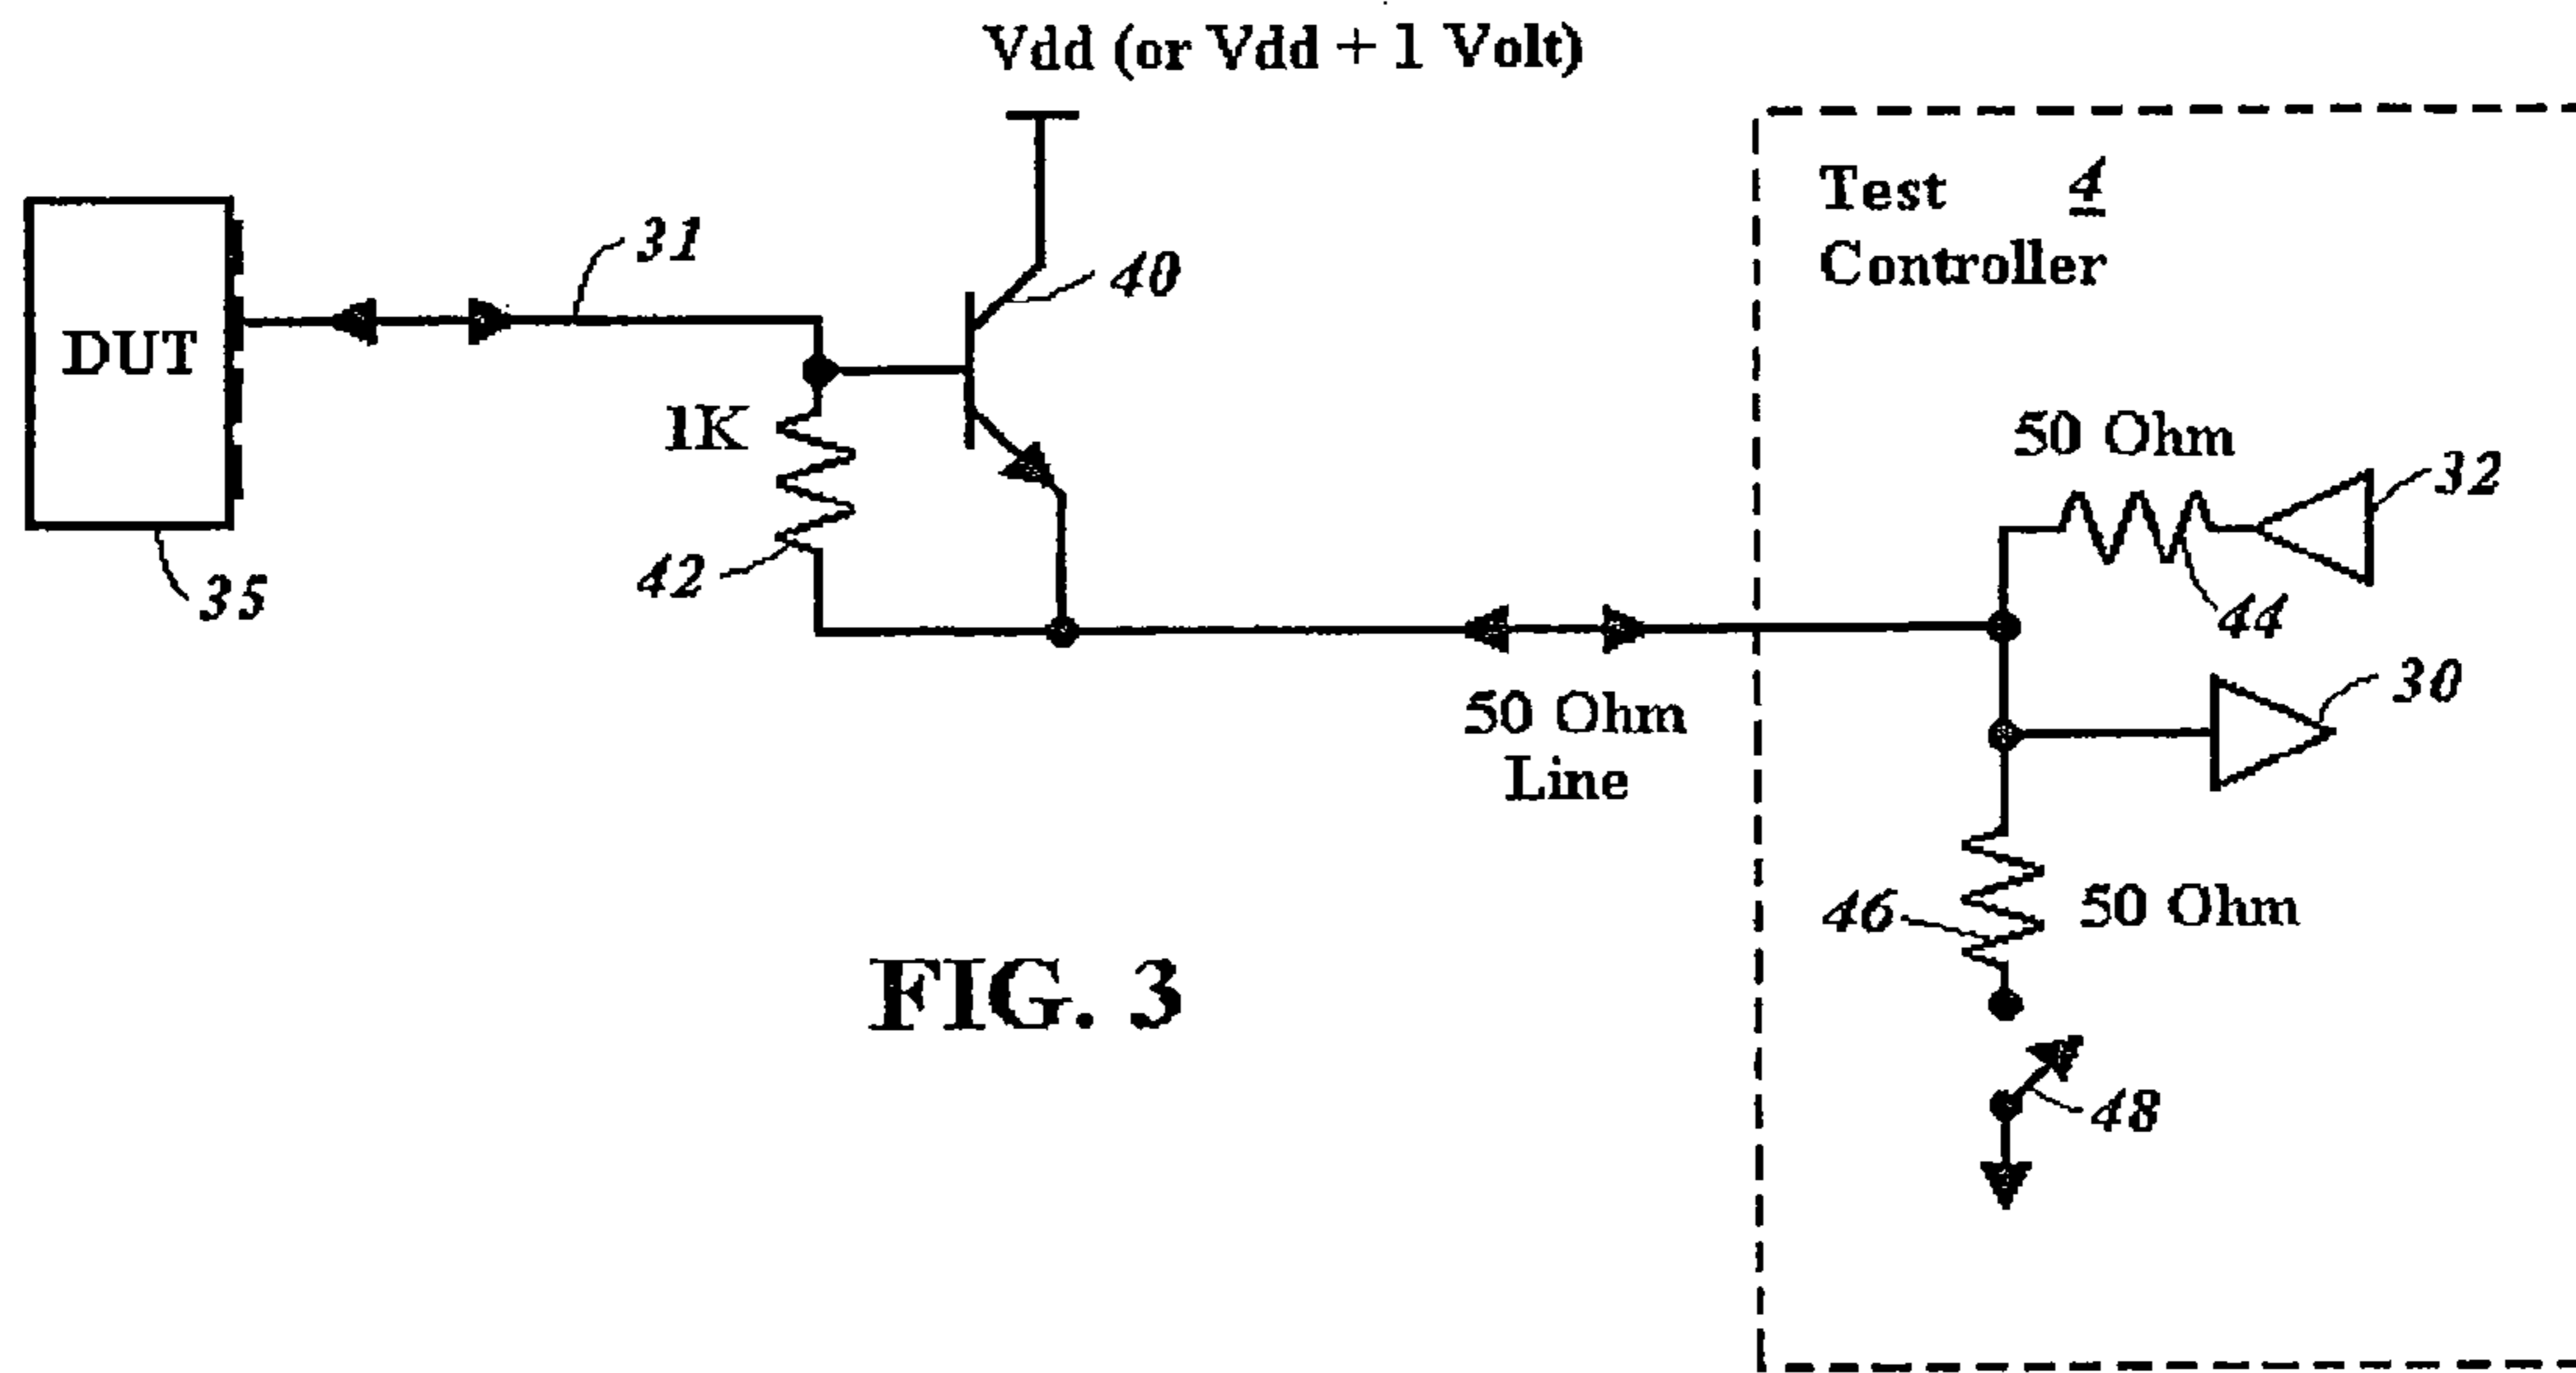 Vdd (or Vdd + 1 Volt)
Test 4
Controller
31
40
DUT
1K
50 Ohm
32
42
35
44
30
50 Ohm
Line
46
50 Ohm
FIG. 3
48